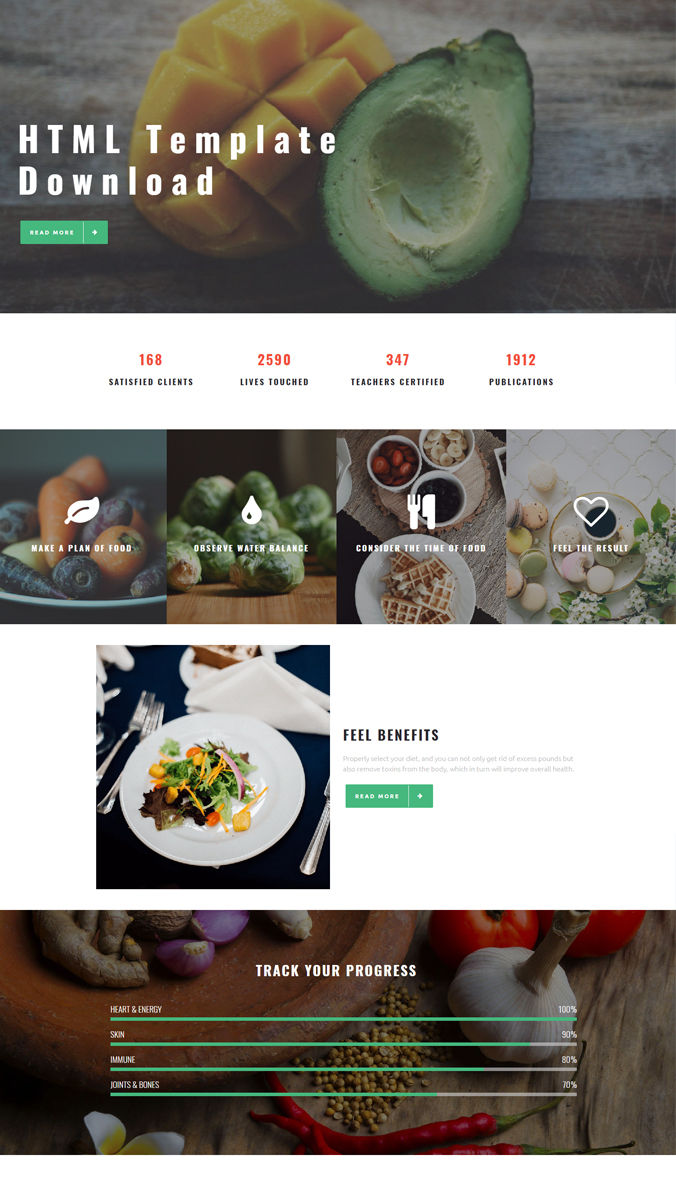 HTML Template
Download
READ MORE
168
SATISFIED CLIENTS
2590
LIVES TOUCHED
347
TEACHERS CERTIFIED
1912
PUBLICATIONS
MAKE A PLAN OF FOOD
OBSERVE WATER BALANCE
CONSIDER THE TIME OF FOOD
FEEL THE RESULT
FEEL BENEFITS
Properly select your diet, and you can not only get rid of excess pounds but
also remove toxins from the body, which in turn will improve overall health.
READ MORE
TRACK YOUR PROGRESS
HEART & ENERGY 100%
SKIN 90%
IMMUNE 80%
JOINTS & BONES 70%